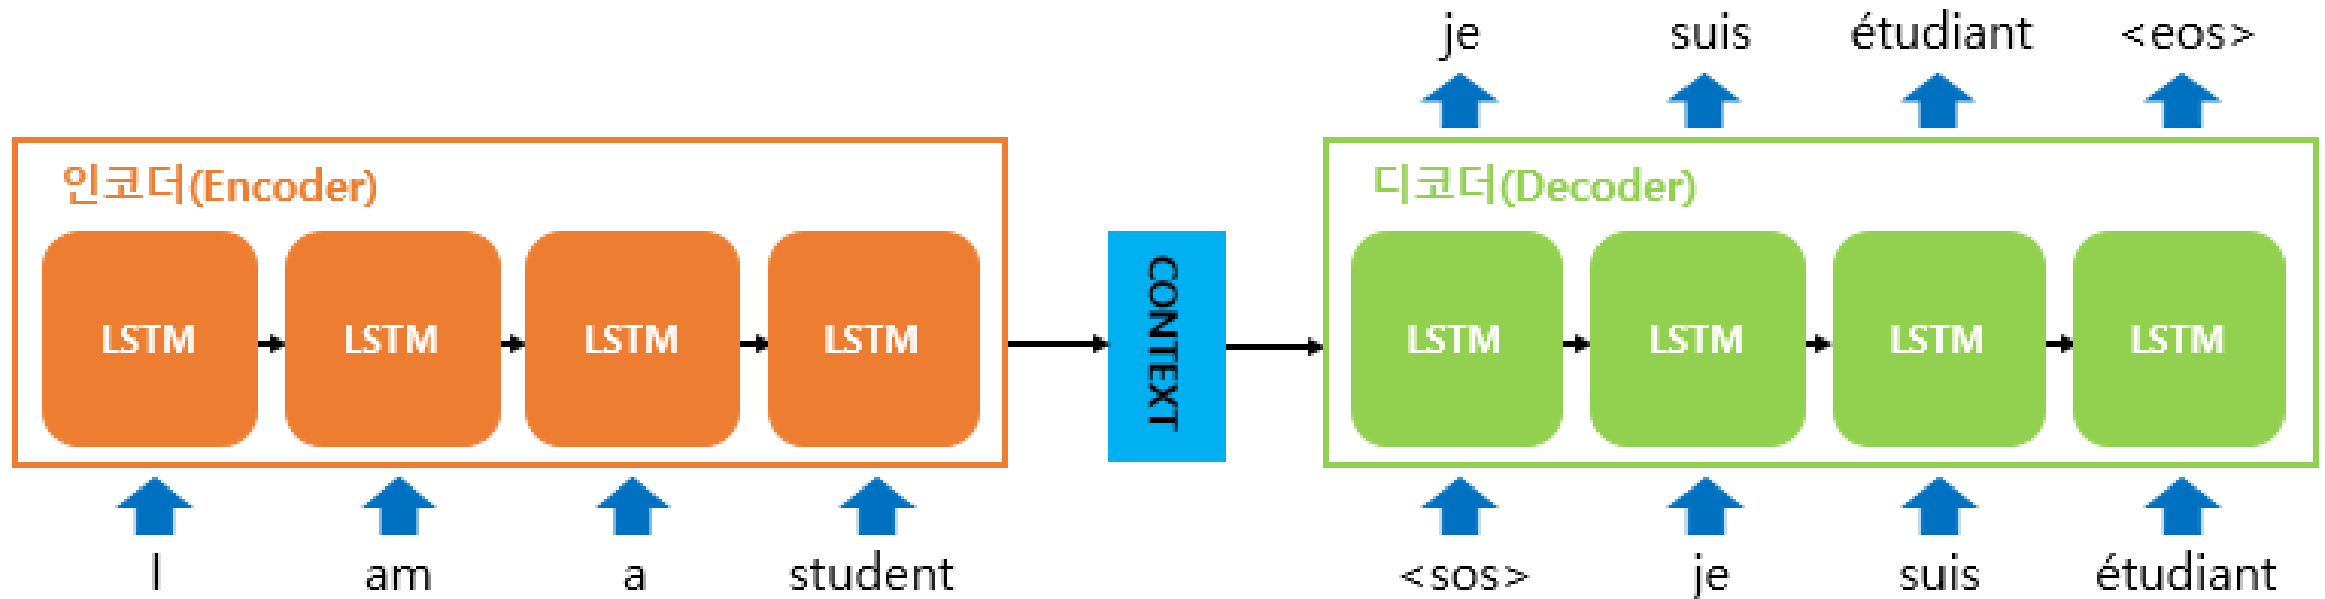 je suis étudiant <eos>
인코더(Encoder)
디코더(Decoder)
LSTM LSTM LSTM LSTM
CONTEXT
LSTM LSTM LSTM LSTM
I am a student
<sos> je suis étudiant